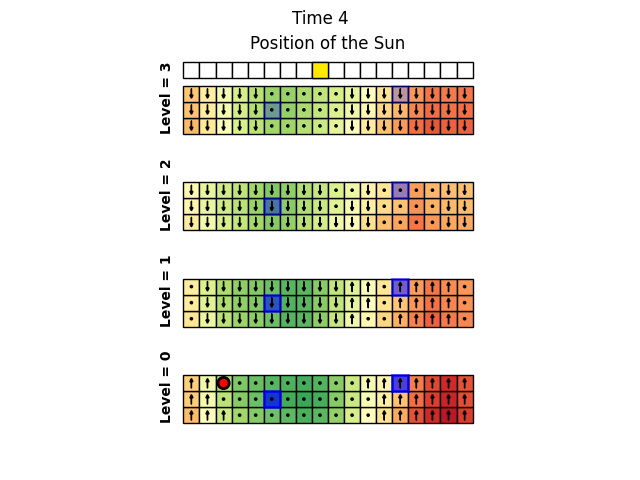 Time 4
Position of the Sun
Level = 3
Level = 2
Level = 1
Level = 0